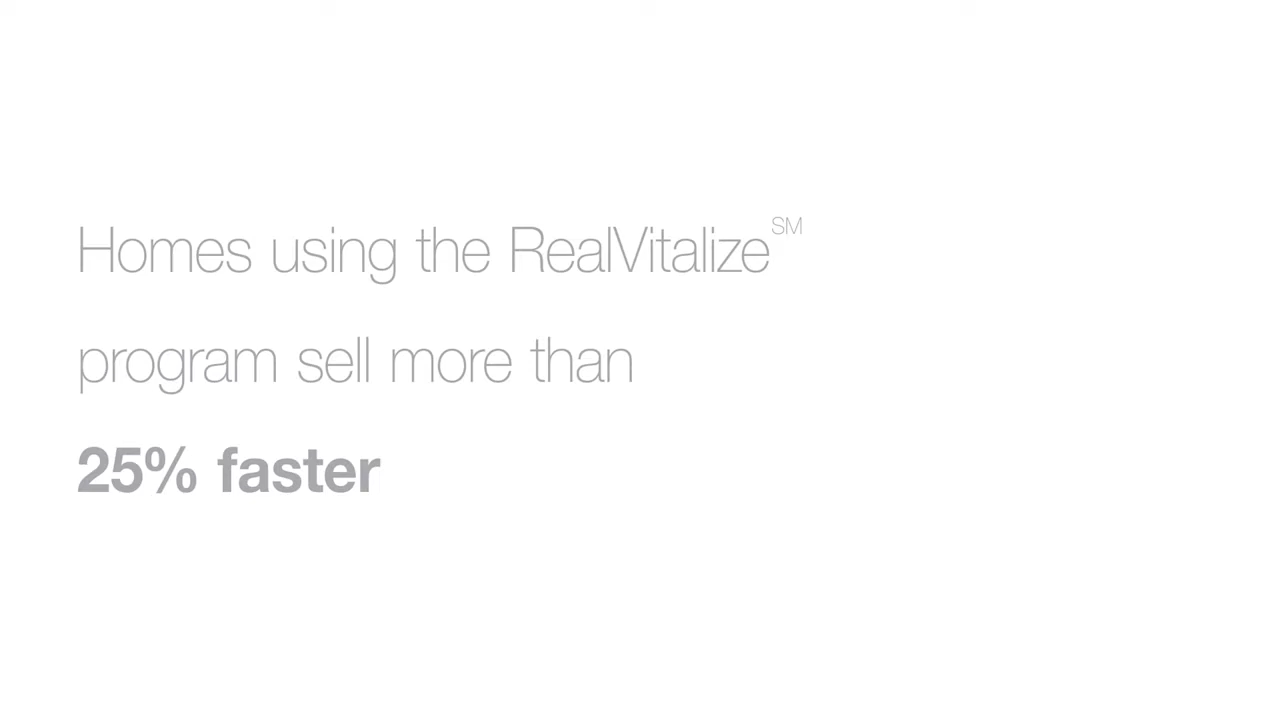 Homes using the RealVitalize℠
program sell more than
25% faster